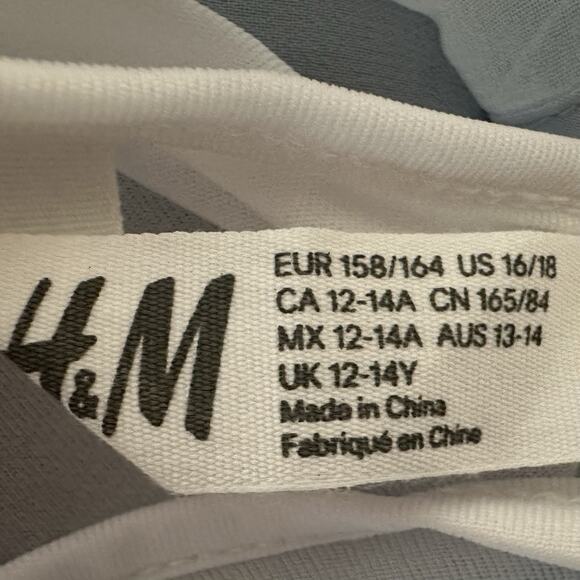 H&M
EUR 158/164 US 16/18
CA 12-14A CN 165/84
MX 12-14A AUS 13-14
UK 12-14Y
Made in China
Fabriqué en Chine